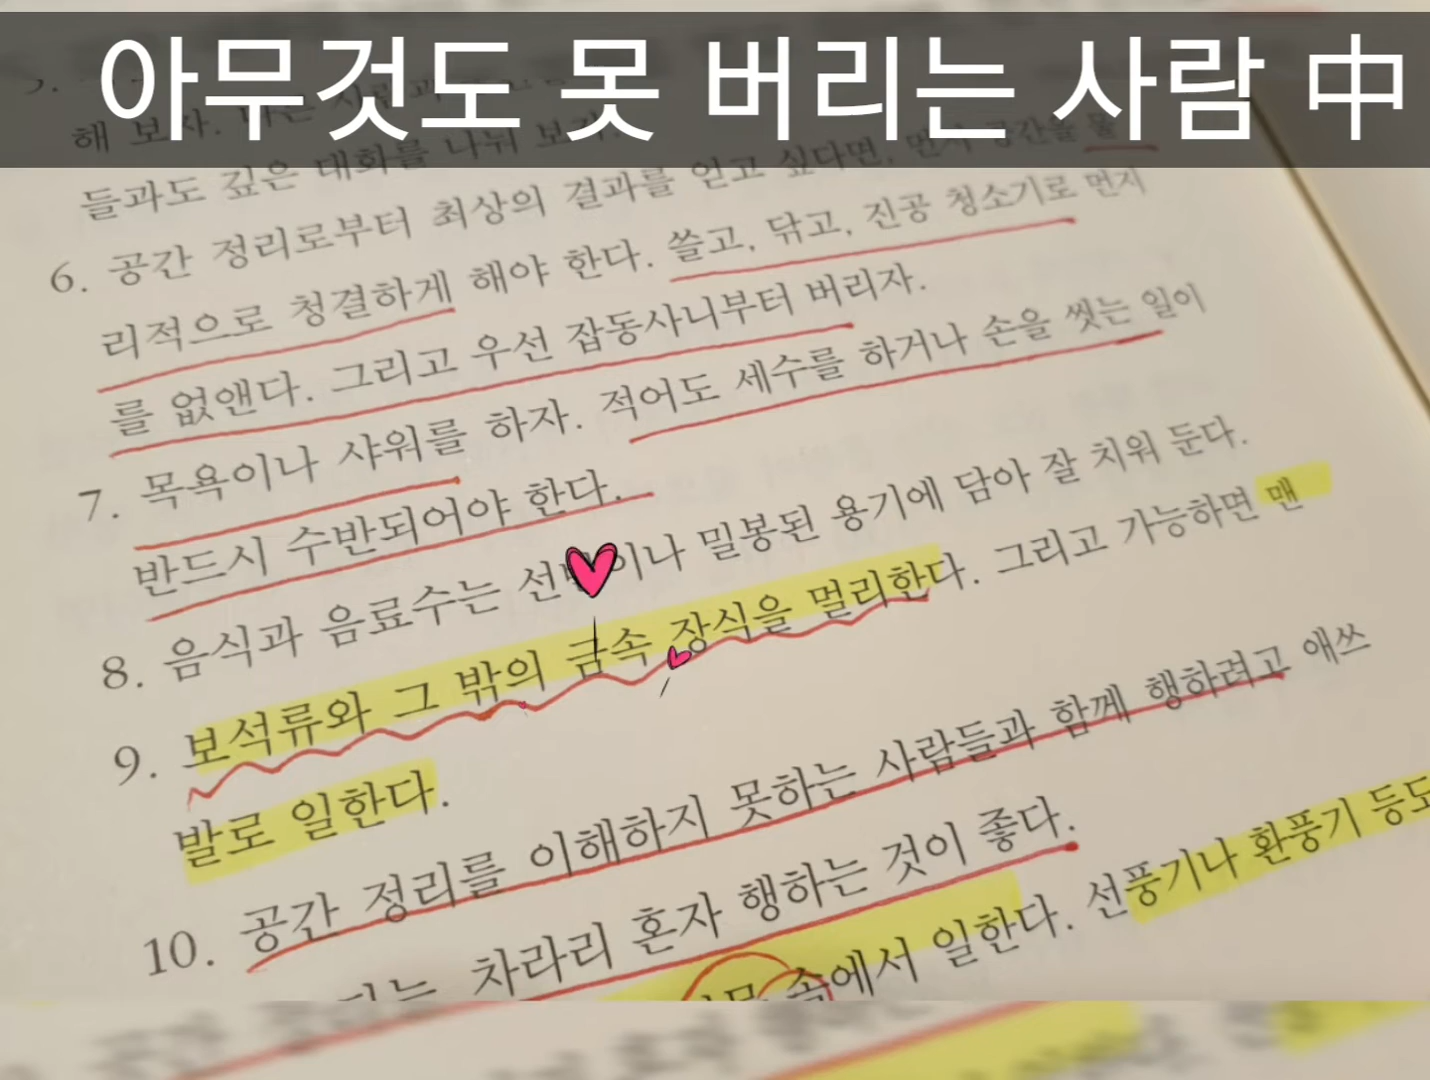 아무것도 못 버리는 사람 中
해 보자.
들과도 깊은 대화를 나눠 보자.
6. 공간 정리로부터 최상의 결과를 얻고 싶다면, 먼저 공간을 물
리적으로 청결하게 해야 한다. 쓸고, 닦고, 진공 청소기로 먼지
를 없앤다. 그리고 우선 잡동사니부터 버리자.
7. 목욕이나 샤워를 하자. 적어도 세수를 하거나 손을 씻는 일이
반드시 수반되어야 한다.
8. 음식과 음료수는 밀봉된 용기에 담아 잘 치워 둔다.
9. 보석류와 그 밖의 금속 장식을 멀리한다. 그리고 가능하면 맨
발로 일한다.
10. 공간 정리를 이해하지 못하는 사람들과 함께 행하려고 애쓰
차라리 혼자 행하는 것이 좋다.
속에서 일한다. 선풍기나 환풍기 등도